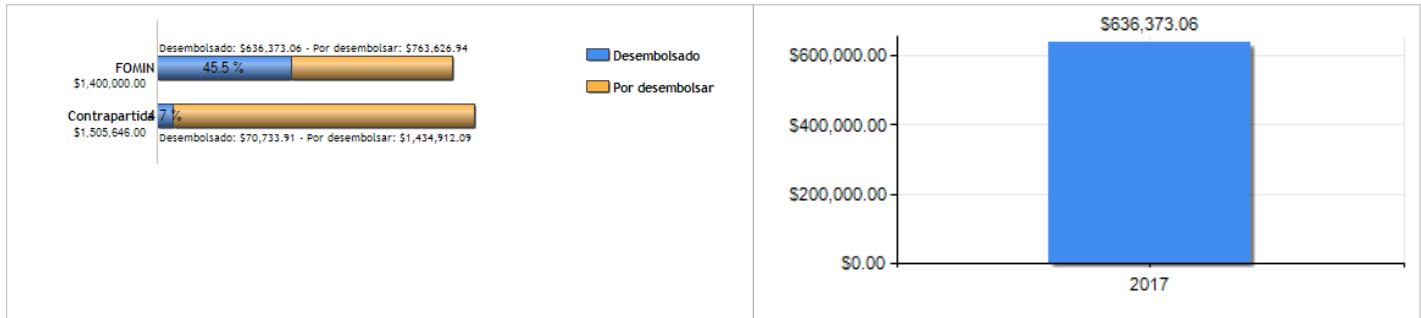 Desembolsado: $636,373.06 - Por desembolsar: $763,626.94
FOMIN
45.5 %
$1,400,000.00
Contrapartida
7 %
$1,505,646.00
Desembolsado: $70,733.91 - Por desembolsar: $1,434,912.09
Desembolsado
Por desembolsar
$636,373.06
$600,000.00
$400,000.00
$200,000.00
$0.00
2017